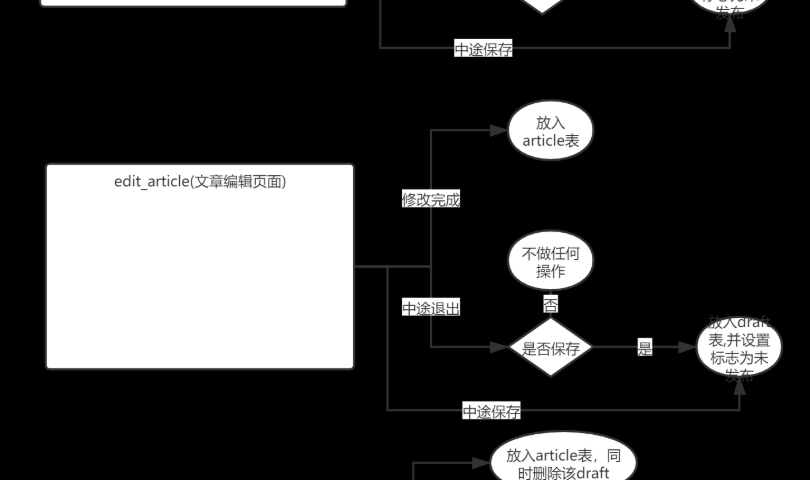 发布
中途保存
放入
article表
edit_article(文章编辑页面)
修改完成
不做任何
操作
否
中途退出
是否保存
是
放入draft
表,并设置
标志为未
发布
中途保存
放入article表，同
时删除该draft